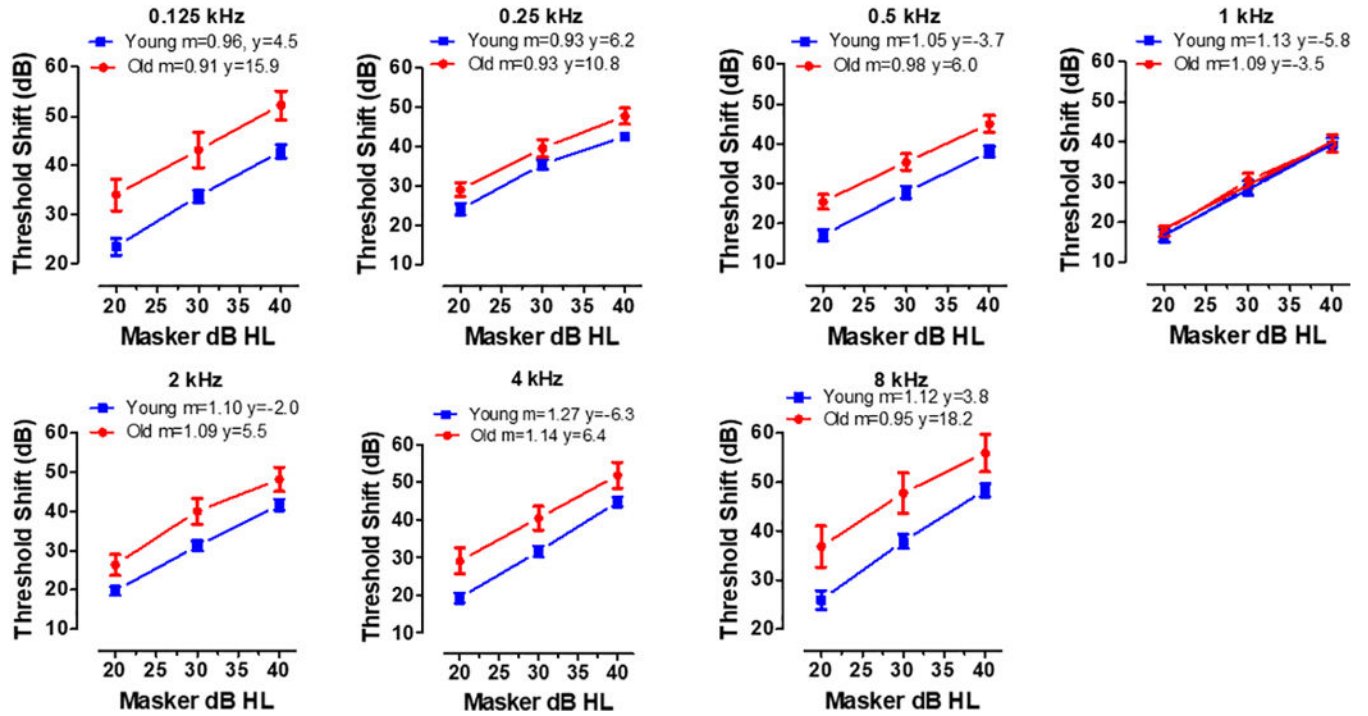 0.125 kHz
Young m=0.96, y=4.5
Old m=0.91 y=15.9
Threshold Shift (dB)
60
50
40
30
20
20 25 30 35 40
Masker dB HL
0.25 kHz
Young m=0.93 y=6.2
Old m=0.93 y=10.8
Threshold Shift (dB)
60
50
40
30
20
10
20 25 30 35 40
Masker dB HL
0.5 kHz
Young m=1.05 y=-3.7
Old m=0.98 y=6.0
Threshold Shift (dB)
60
50
40
30
20
10
20 25 30 35 40
Masker dB HL
1 kHz
Young m=1.13 y=-5.8
Old m=1.09 y=-3.5
Threshold Shift (dB)
60
50
40
30
20
10
20 25 30 35 40
Masker dB HL
2 kHz
Young m=1.10 y=-2.0
Old m=1.09 y=5.5
Threshold Shift (dB)
60
50
40
30
20
10
20 25 30 35 40
Masker dB HL
4 kHz
Young m=1.27 y=-6.3
Old m=1.14 y=6.4
Threshold Shift (dB)
60
50
40
30
20
10
20 25 30 35 40
Masker dB HL
8 kHz
Young m=1.12 y=3.8
Old m=0.95 y=18.2
Threshold Shift (dB)
60
50
40
30
20
20 25 30 35 40
Masker dB HL